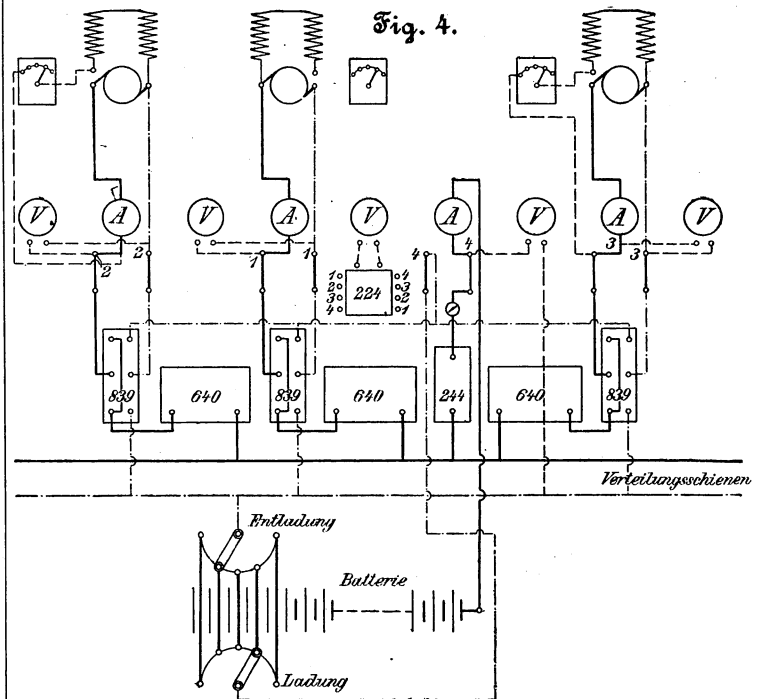 Fig. 4.
V A V A. V A V A V
2 2 1 1 4 4 3 3
1 4
2 3
3 2
4 1
224
839 640 839 640 244 640 839
Verteilungsschienen
Entladung
Batterie
Ladung